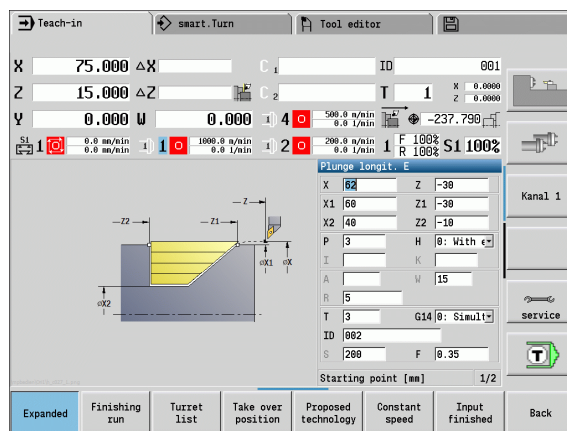 Teach-in smart.Turn Tool editor
X 75.000 △X C 1 ID 001
Z 15.000 △Z C 2 T 1 X 0.0000
Z 0.0000
Y 0.000 W 0.000 4 500.0 m/min
0.0 1/min -237.790
S1 1 0.0 mm/min
0.0 mm/min 1 1000.0 m/min
0.0 1/min 2 200.0 m/min
0.0 1/min 1 F 100%
R 100% S1 100%
Plunge longit. E
X 62 Z -30
X1 60 Z1 -30
X2 40 Z2 -10
P 3 H 0: With e
I K
A W 15
R 5
T 3 G14 0: Simult
ID 002
S 200 F 0.35
Starting point [mm] 1/2
Z
Z2 Z1
øX1 øX
øX2
Kanal 1
service
T
Expanded
Finishing run
Turret list
Take over position
Proposed technology
Constant speed
Input finished
Back